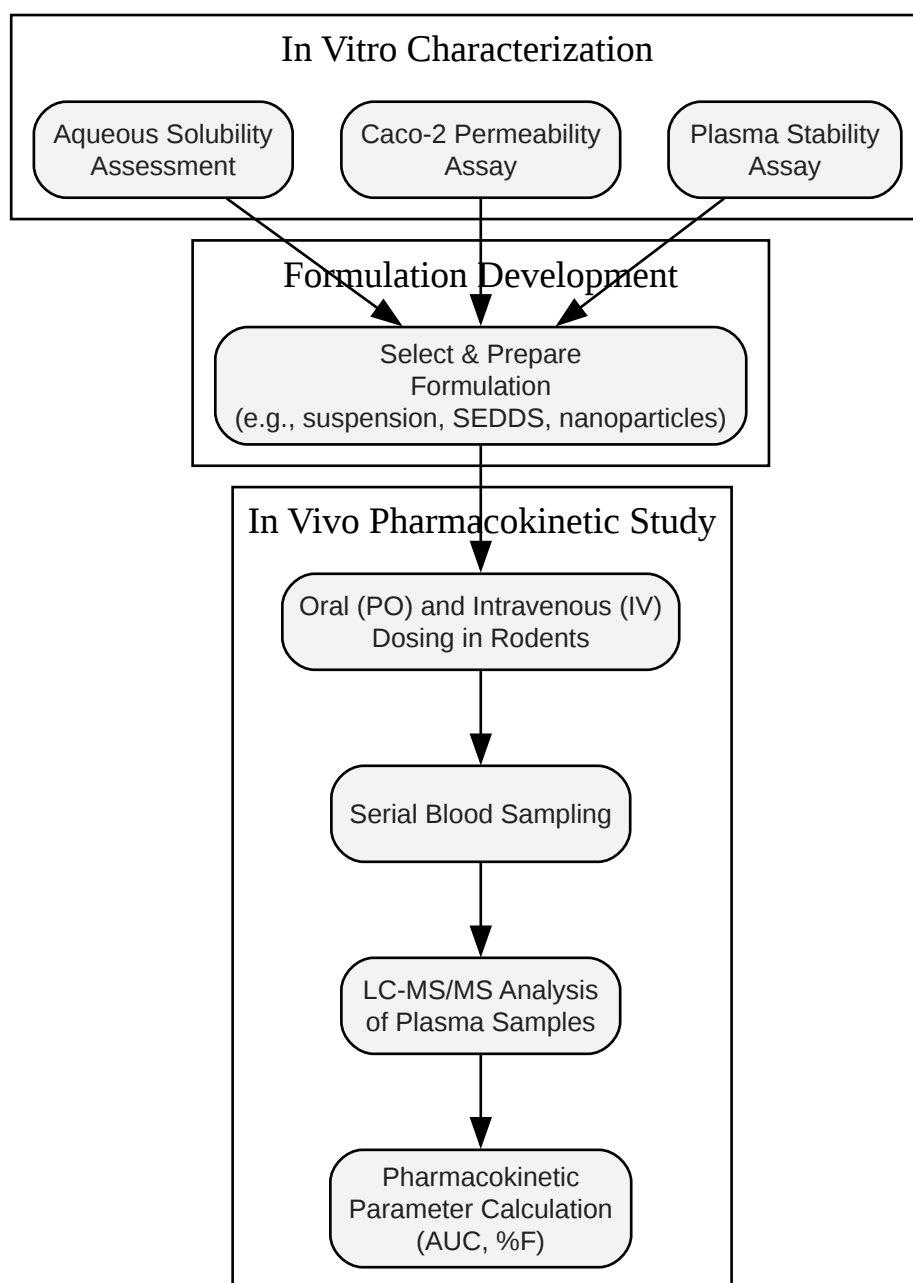 In Vitro Characterization
Aqueous Solubility
Assessment
Caco-2 Permeability
Assay
Plasma Stability
Assay
Formulation Development
Select & Prepare
Formulation
(e.g., suspension, SEDDS, nanoparticles)
In Vivo Pharmacokinetic Study
Oral (PO) and Intravenous (IV)
Dosing in Rodents
Serial Blood Sampling
LC-MS/MS Analysis
of Plasma Samples
Pharmacokinetic
Parameter Calculation
(AUC, %F)